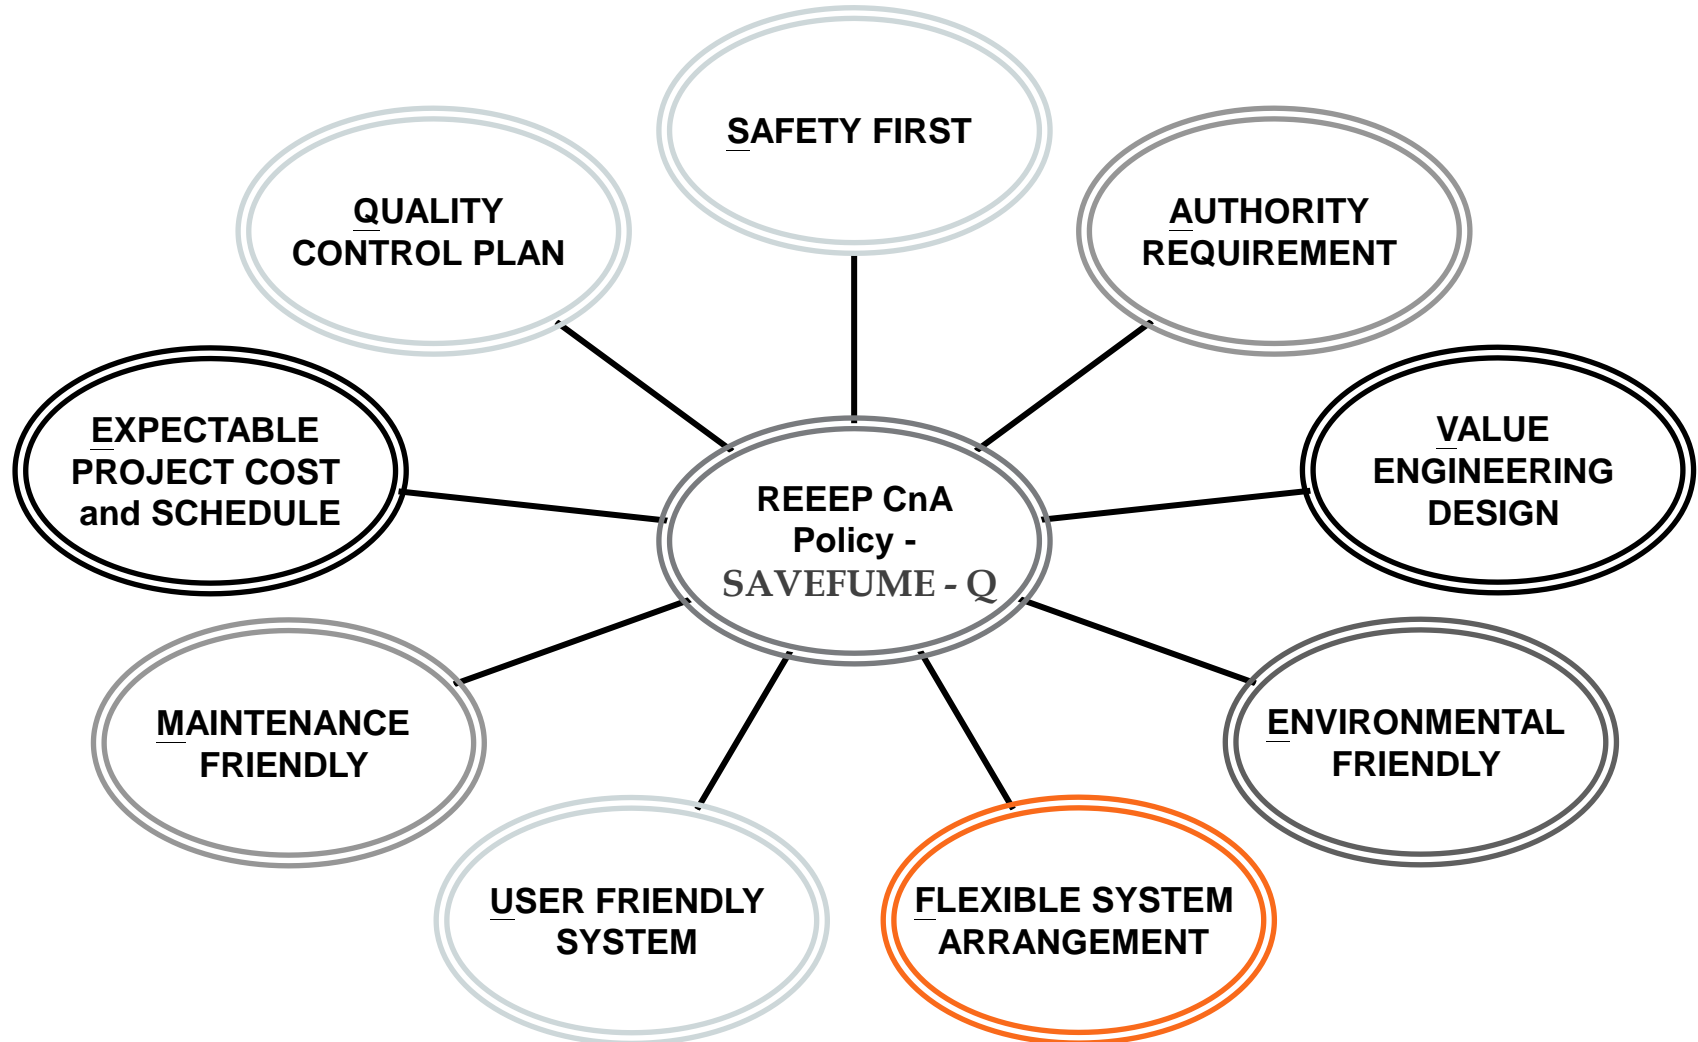 SAFETY FIRST
AUTHORITY
REQUIREMENT
VALUE
ENGINEERING
DESIGN
ENVIRONMENTAL
FRIENDLY
FLEXIBLE SYSTEM
ARRANGEMENT
USER FRIENDLY
SYSTEM
MAINTENANCE
FRIENDLY
EXPECTABLE
PROJECT COST
and SCHEDULE
QUALITY
CONTROL PLAN
REEEP CnA
Policy -
SAVEFUME - Q